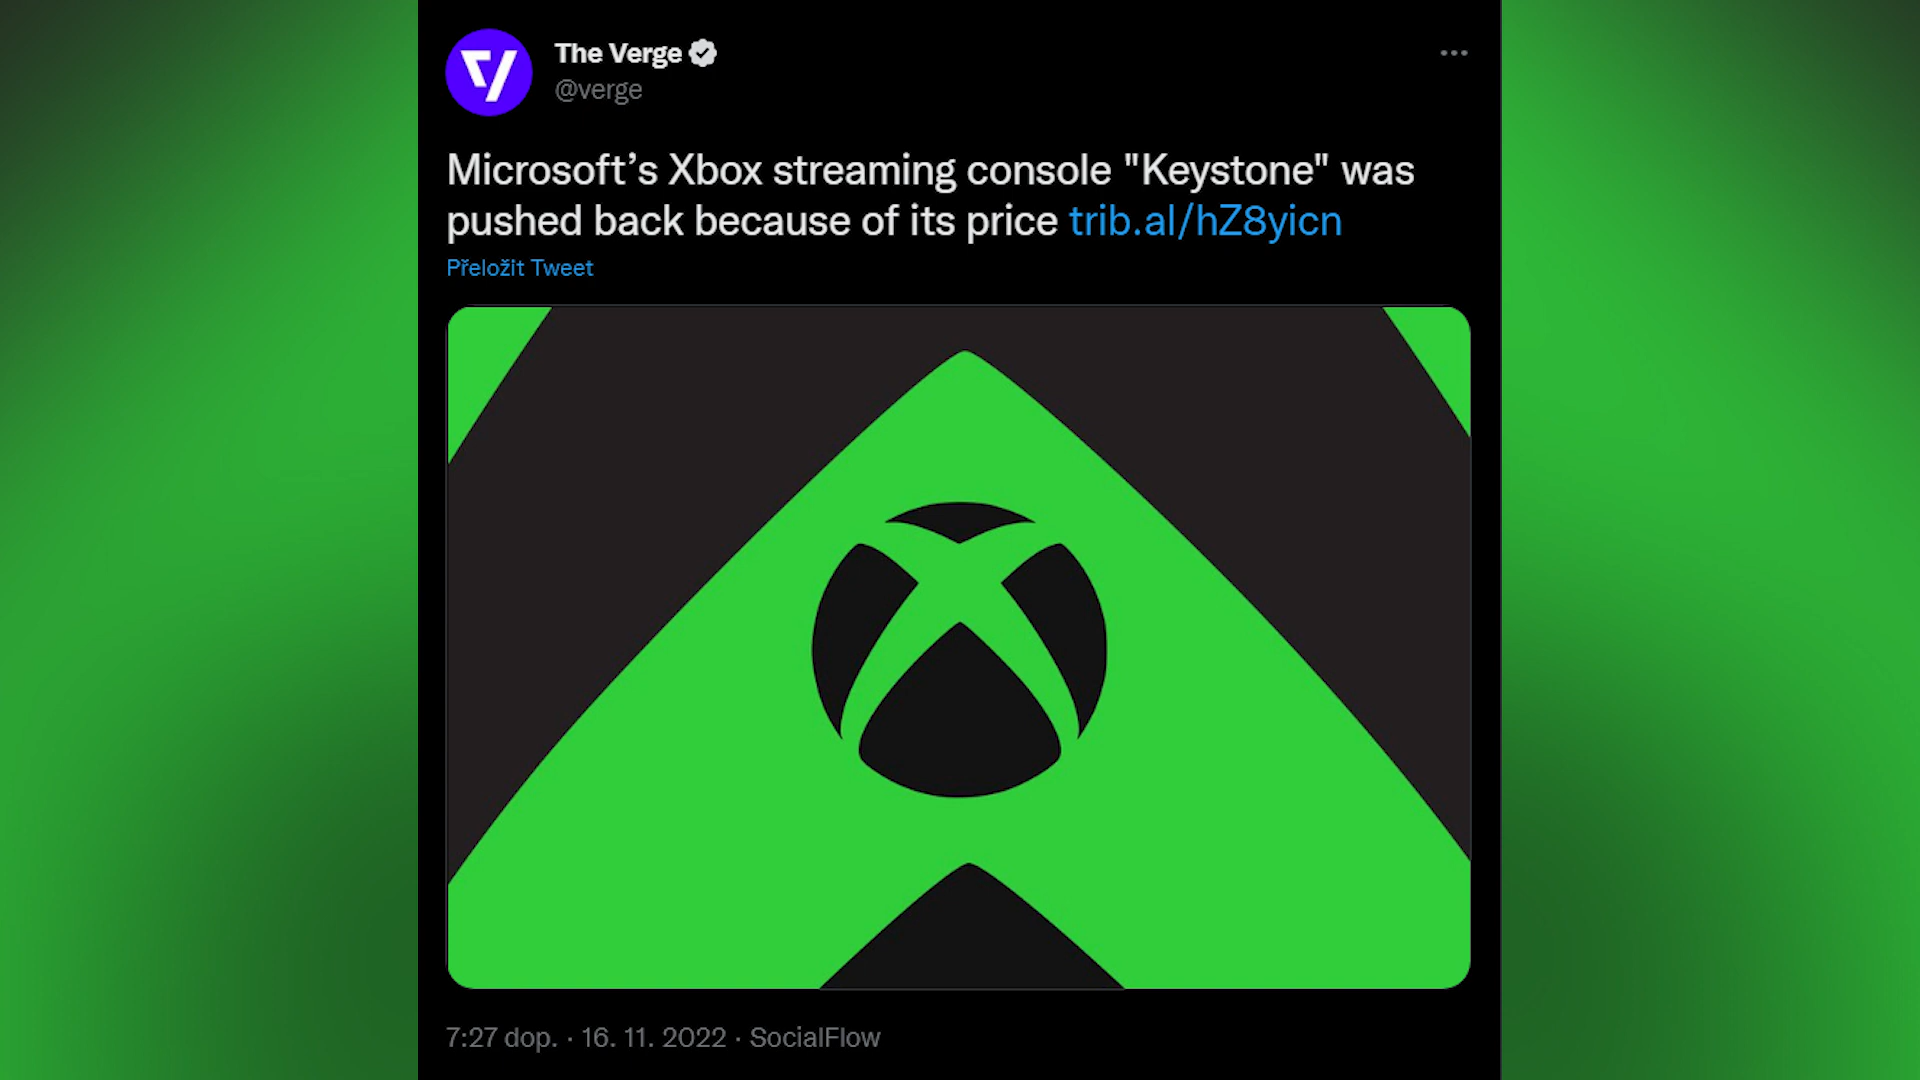 The Verge
@verge
Microsoft’s Xbox streaming console "Keystone" was
pushed back because of its price trib.al/hZ8yicn
Přeložit Tweet
7:27 dop. · 16. 11. 2022 · SocialFlow